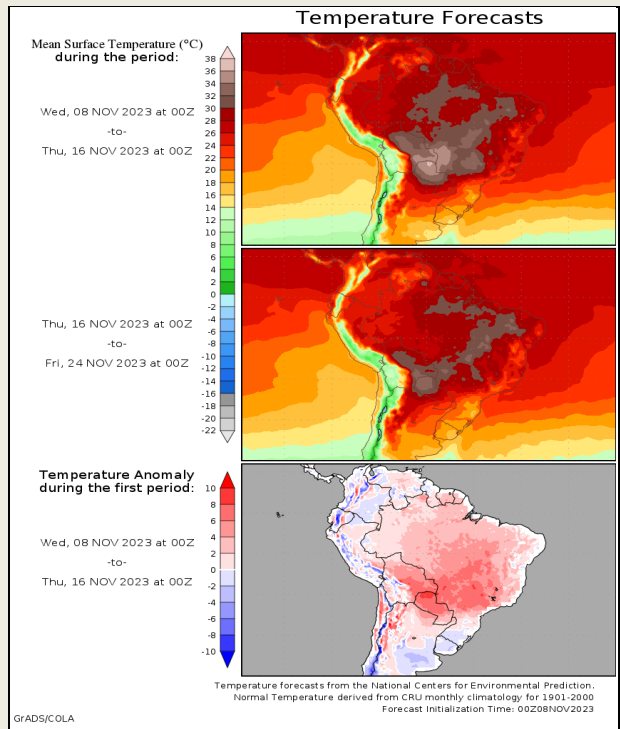 Temperature Forecasts
Mean Surface Temperature (°C)
during the period:
Wed, 08 NOV 2023 at 00Z
-to-
Thu, 16 NOV 2023 at 00Z
38
36
34
32
30
28
26
24
22
20
18
16
14
12
10
8
6
4
2
0
-2
-4
-6
-8
-10
-12
-14
-16
-18
-20
-22
Thu, 16 NOV 2023 at 00Z
-to-
Fri, 24 NOV 2023 at 00Z
Temperature Anomaly
during the first period:
Wed, 08 NOV 2023 at 00Z
-to-
Thu, 16 NOV 2023 at 00Z
10
8
6
4
2
0
-2
-4
-6
-8
-10
Temperature forecasts from the National Centers for Environmental Prediction.
Normal Temperature derived from CRU monthly climatology for 1901-2000
Forecast Initialization Time: 00Z08NOV2023
GrADS/COLA